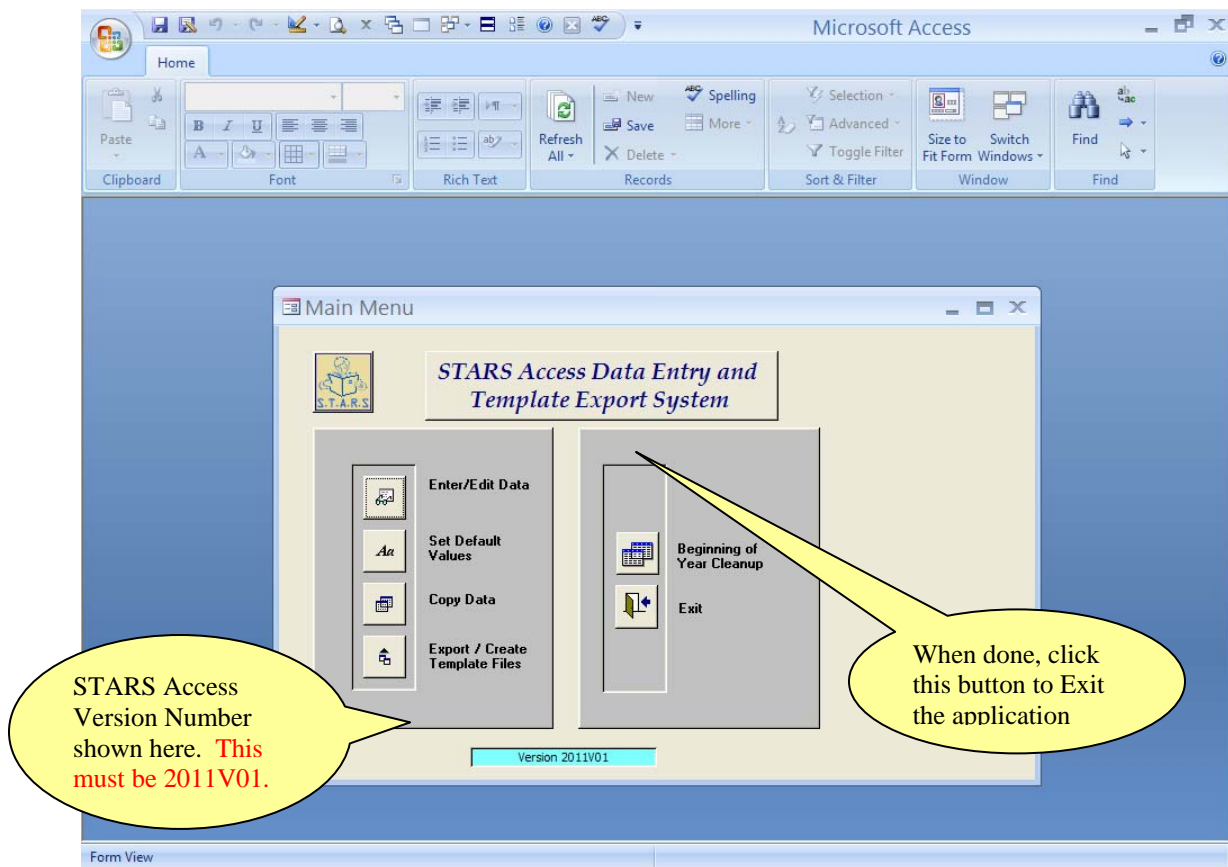 Microsoft Access
Home
Paste
Clipboard
B I U
A
Font
Rich Text
Refresh All
New
Save
Delete
Spelling
More
Records
Selection
Advanced
Toggle Filter
Sort & Filter
Size to Fit Form
Switch Windows
Window
Find
Find
Main Menu
S.T.A.R.S
STARS Access Data Entry and
Template Export System
Enter/Edit Data
Aa
Set Default
Values
Copy Data
Export / Create
Template Files
Beginning of
Year Cleanup
Exit
When done, click
this button to Exit
the application
STARS Access
Version Number
shown here. This
must be 2011V01.
Version 2011V01
Form View